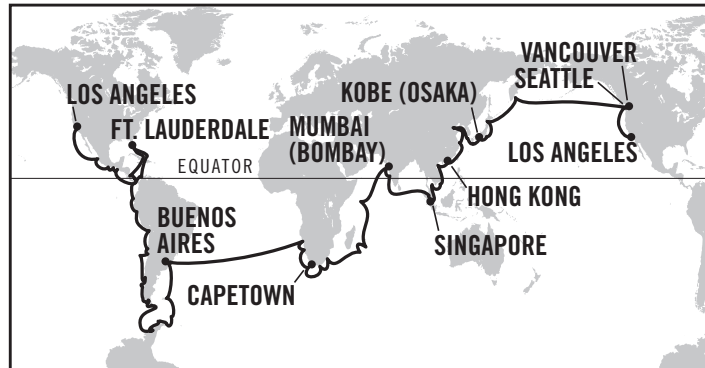 LOS ANGELES
FT. LAUDERDALE
EQUATOR
BUENOS
AIRES
CAPETOWN
MUMBAI
(BOMBAY)
KOBE (OSAKA)
HONG KONG
SINGAPORE
VANCOUVER
SEATTLE
LOS ANGELES